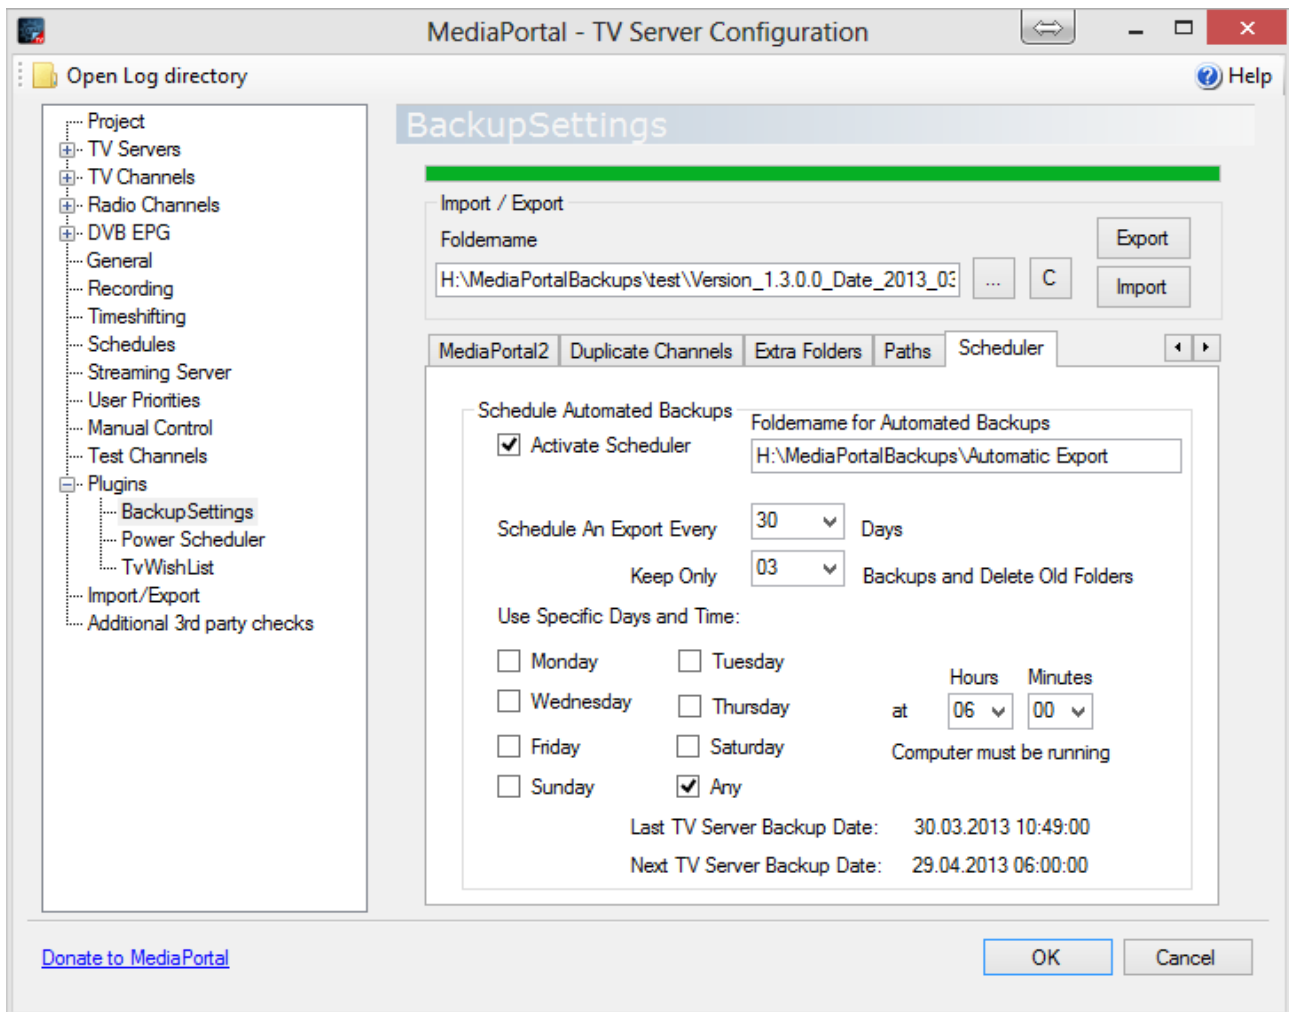 MediaPortal - TV Server Configuration
Open Log directory
Help
Project
TV Servers
TV Channels
Radio Channels
DVB EPG
General
Recording
Timeshifting
Schedules
Streaming Server
User Priorities
Manual Control
Test Channels
Plugins
BackupSettings
Power Scheduler
TvWishList
Import/Export
Additional 3rd party checks
BackupSettings
Import / Export
Foldername
Export
H:\MediaPortalBackups\test\Version_1.3.0.0_Date_2013_03
... C
Import
MediaPortal2 Duplicate Channels Extra Folders Paths Scheduler
Schedule Automated Backups
Activate Scheduler
Foldername for Automated Backups
H:\MediaPortalBackups\Automatic Export
Schedule An Export Every 30 Days
Keep Only 03 Backups and Delete Old Folders
Use Specific Days and Time:
Monday Tuesday
Wednesday Thursday
Friday Saturday
Sunday Any
Hours Minutes
at 06 00
Computer must be running
Last TV Server Backup Date: 30.03.2013 10:49:00
Next TV Server Backup Date: 29.04.2013 06:00:00
Donate to MediaPortal
OK Cancel